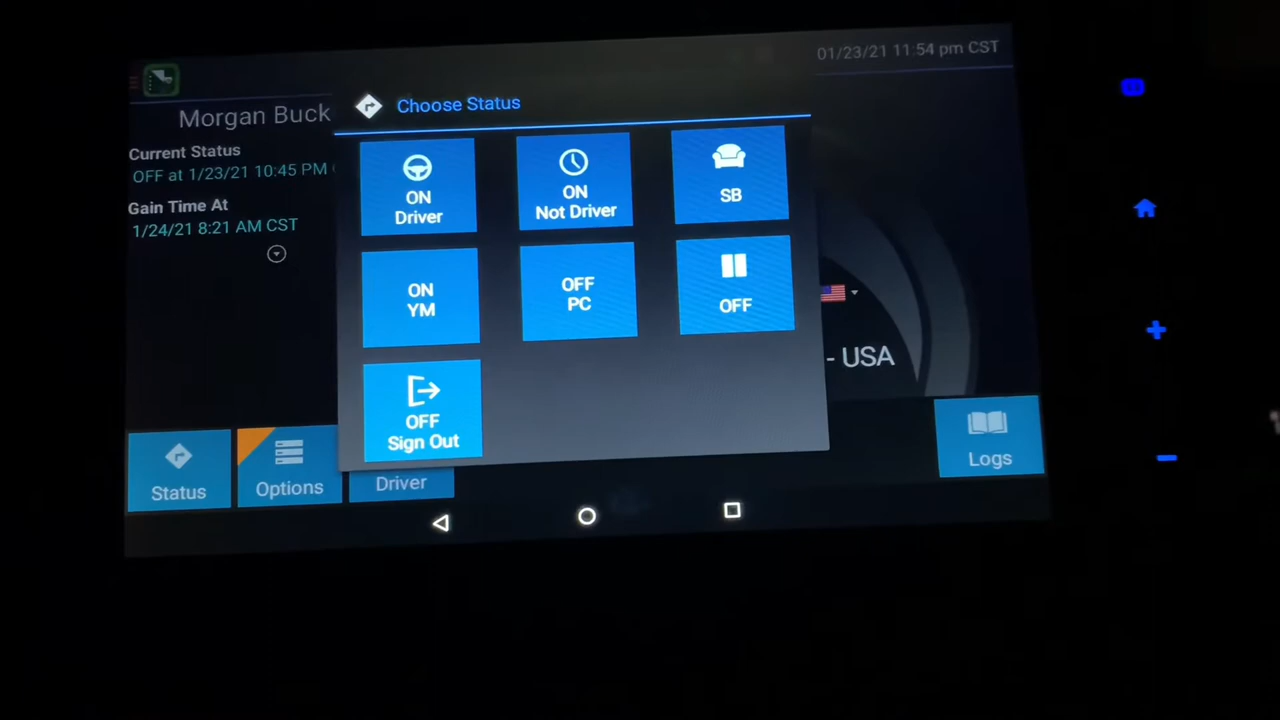 01/23/21 11:54 pm CST
Morgan Buck
Current Status
OFF at 1/23/21 10:45 PM
Gain Time At
1/24/21 8:21 AM CST
Choose Status
ON
Driver
ON
Not Driver
SB
ON
YM
OFF
PC
OFF
OFF
Sign Out
- USA
Status
Options
Driver
Logs